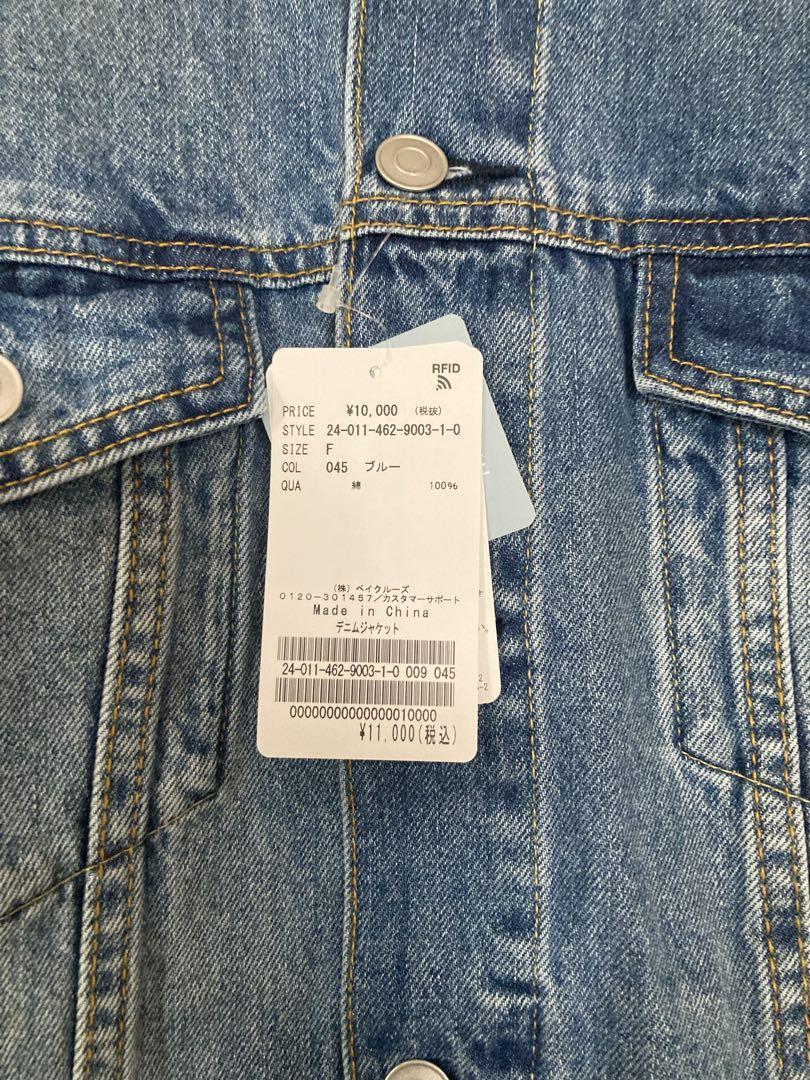 RFID
PRICE ¥10,000 (税抜)
STYLE 24-011-462-9003-1-0
SIZE F
COL 045 ブルー
QUA 綿 100%
(株) ベイクルーズ
0120-301457/カスタマーサポート
Made in China
デニムジャケット
24-011-462-9003-1-0 009 045
00000000000000010000
¥11,000(税込)